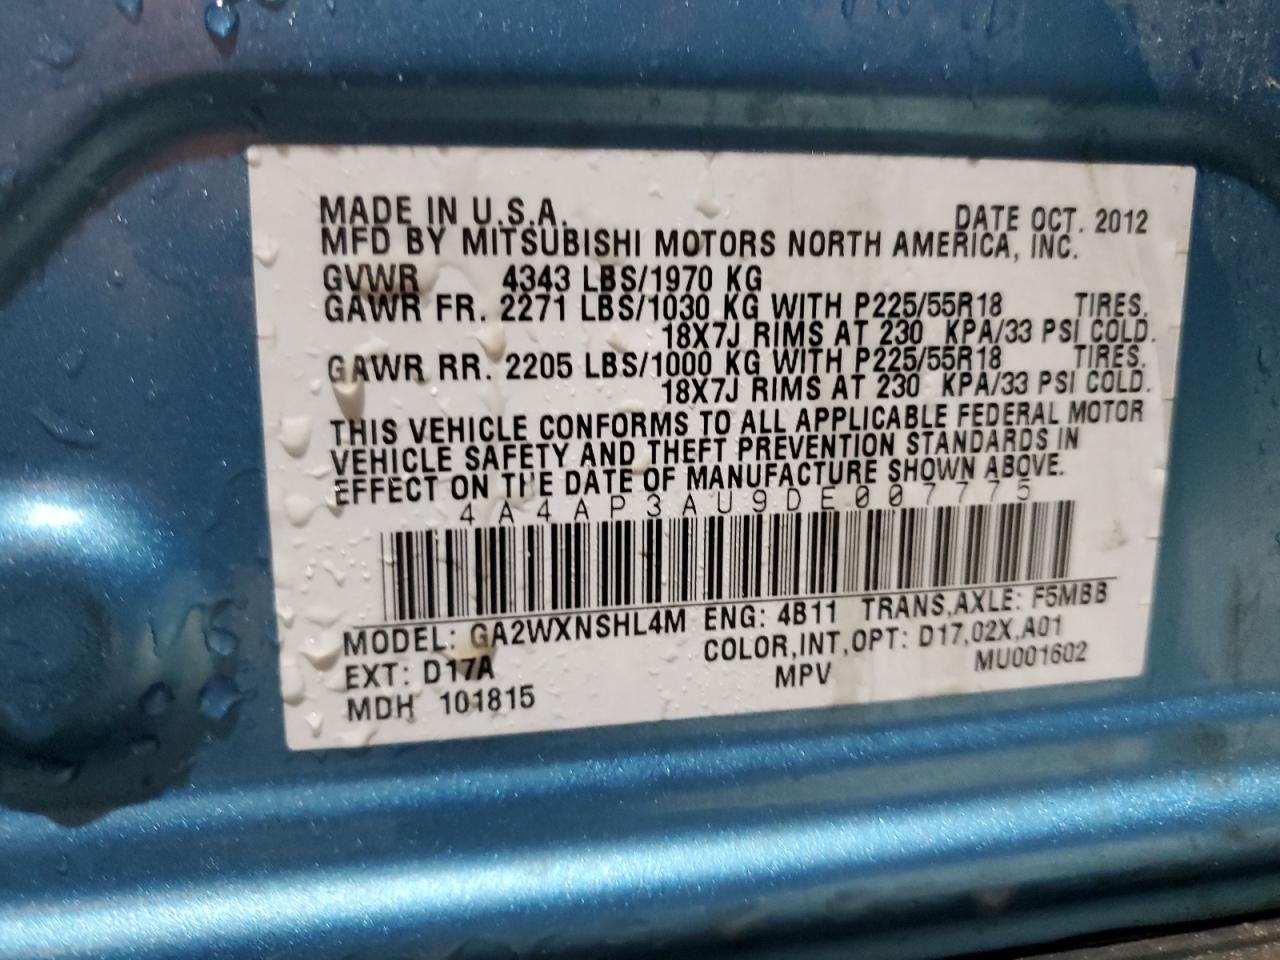 MADE IN U.S.A. DATE OCT. 2012
MFD BY MITSUBISHI MOTORS NORTH AMERICA, INC.
GVWR 4343 LBS/1970 KG
GAWR FR. 2271 LBS/1030 KG WITH P225/55R18 TIRES.
18X7J RIMS AT 230 KPA/33 PSI COLD.
GAWR RR. 2205 LBS/1000 KG WITH P225/55R18 TIRES.
18X7J RIMS AT 230 KPA/33 PSI COLD.
THIS VEHICLE CONFORMS TO ALL APPLICABLE FEDERAL MOTOR
VEHICLE SAFETY AND THEFT PREVENTION STANDARDS IN
EFFECT ON THE DATE OF MANUFACTURE SHOWN ABOVE.
4A4AP3AU9DE007775
MODEL: GA2WXNSHL4M ENG: 4B11 TRANS,AXLE: F5MBB
EXT: D17A COLOR,INT,OPT: D17,02X,A01
MDH 101815 MPV MU001602